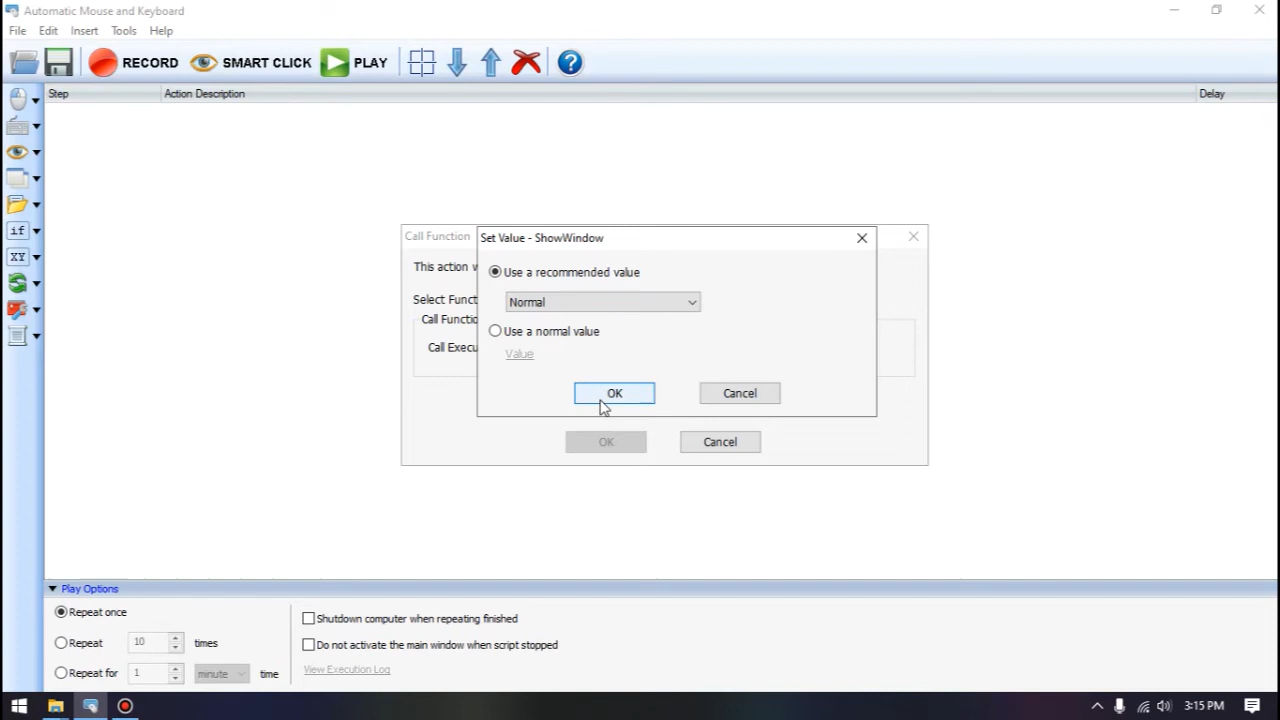 Automatic Mouse and Keyboard
File Edit Insert Tools Help
RECORD SMART CLICK PLAY ?
Step Action Description Delay
if
XY
Call Function
This action
Select
Call
Call
Set Value - ShowWindow
Use a recommended value
Normal
Use a normal value
Value
OK Cancel
OK Cancel
Play Options
Repeat once
Repeat 10 times
Repeat for 1 minute time
Shutdown computer when repeating finished
Do not activate the main window when script stopped
View Execution Log
3:15 PM